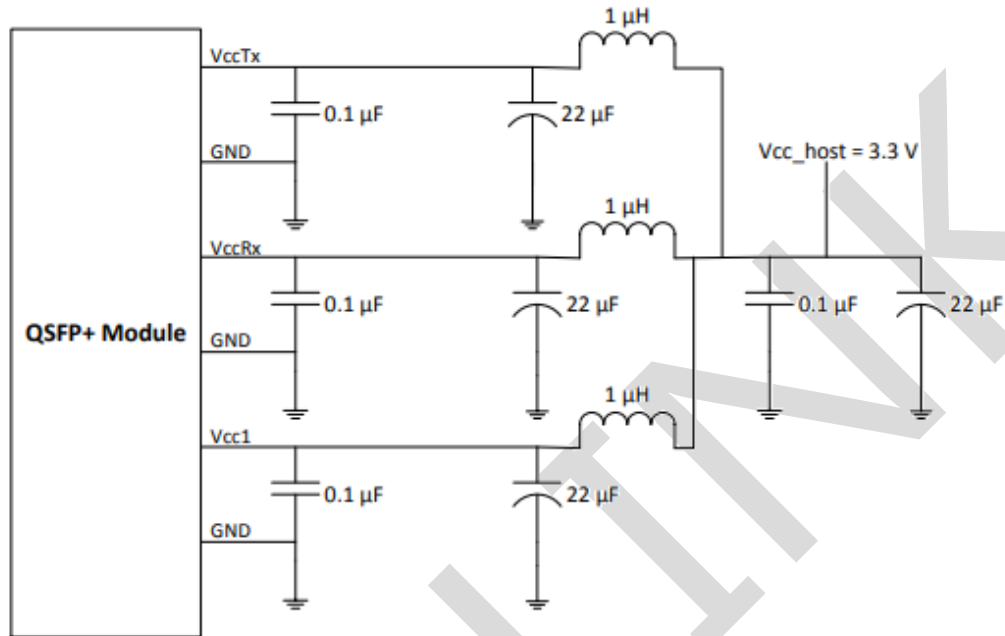 1 µH
VccTx
0.1 µF
22 µF
GND
Vcc_host = 3.3 V
1 µH
VccRx
0.1 µF
22 µF
0.1 µF
22 µF
QSFP+ Module
GND
1 µH
Vcc1
0.1 µF
22 µF
GND
INK